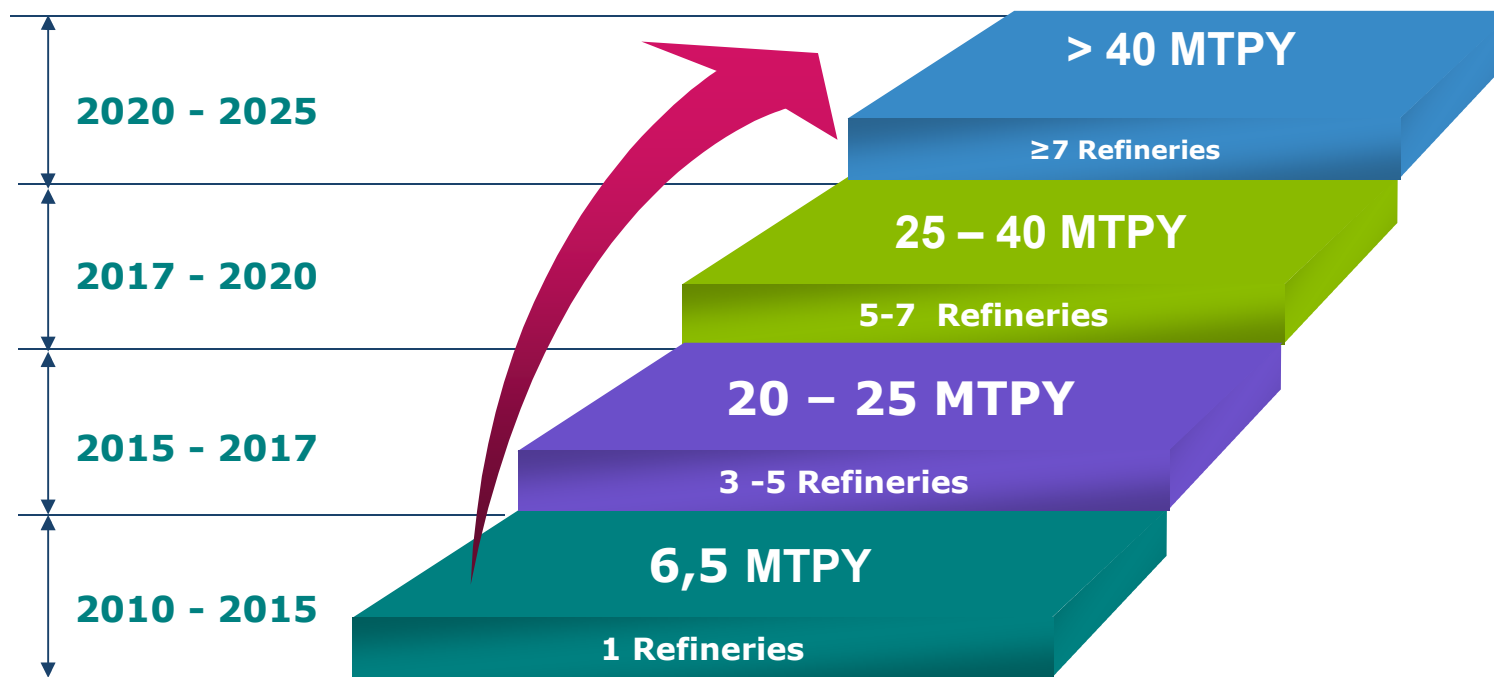 > 40 MTPY
2020 - 2025
≥7 Refineries
25 – 40 MTPY
2017 - 2020
5-7 Refineries
20 – 25 MTPY
2015 - 2017
3 -5 Refineries
6,5 MTPY
2010 - 2015
1 Refineries